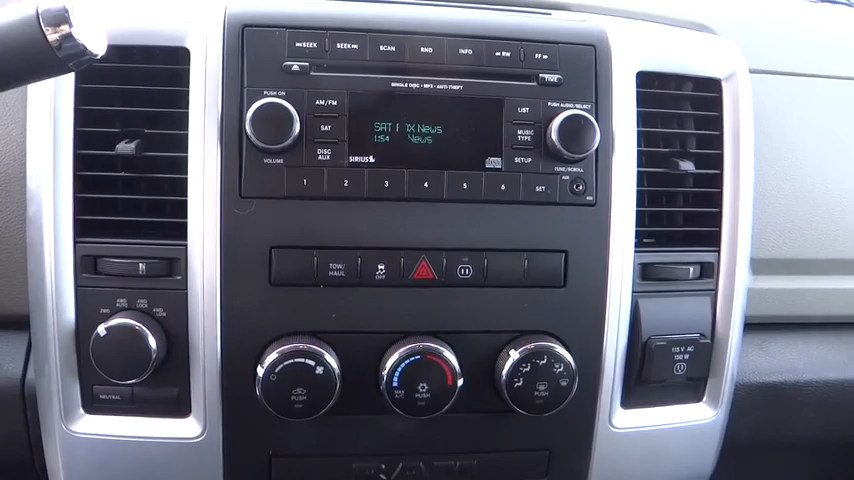 ⏮SEEK SEEK⏭ SCAN RND INFO ◄◄ RW FF ►►
SINGLE DISC • MP3 • ANTI-THEFT TIME
PUSH ON PUSH AUDIO/SELECT
AM/FM LIST
SAT MUSIC TYPE
DISC AUX SETUP
SAT News
1:54 News
SIRIUS
VOLUME TUNE/SCROLL
1 2 3 4 5 6 SET AUX
TOW/HAUL OFF
4WD AUTO 4WD LOCK
2WD 4WD LOW
NEUTRAL
PUSH MAX A/C PUSH PUSH
115 V AC
150 W
RAM